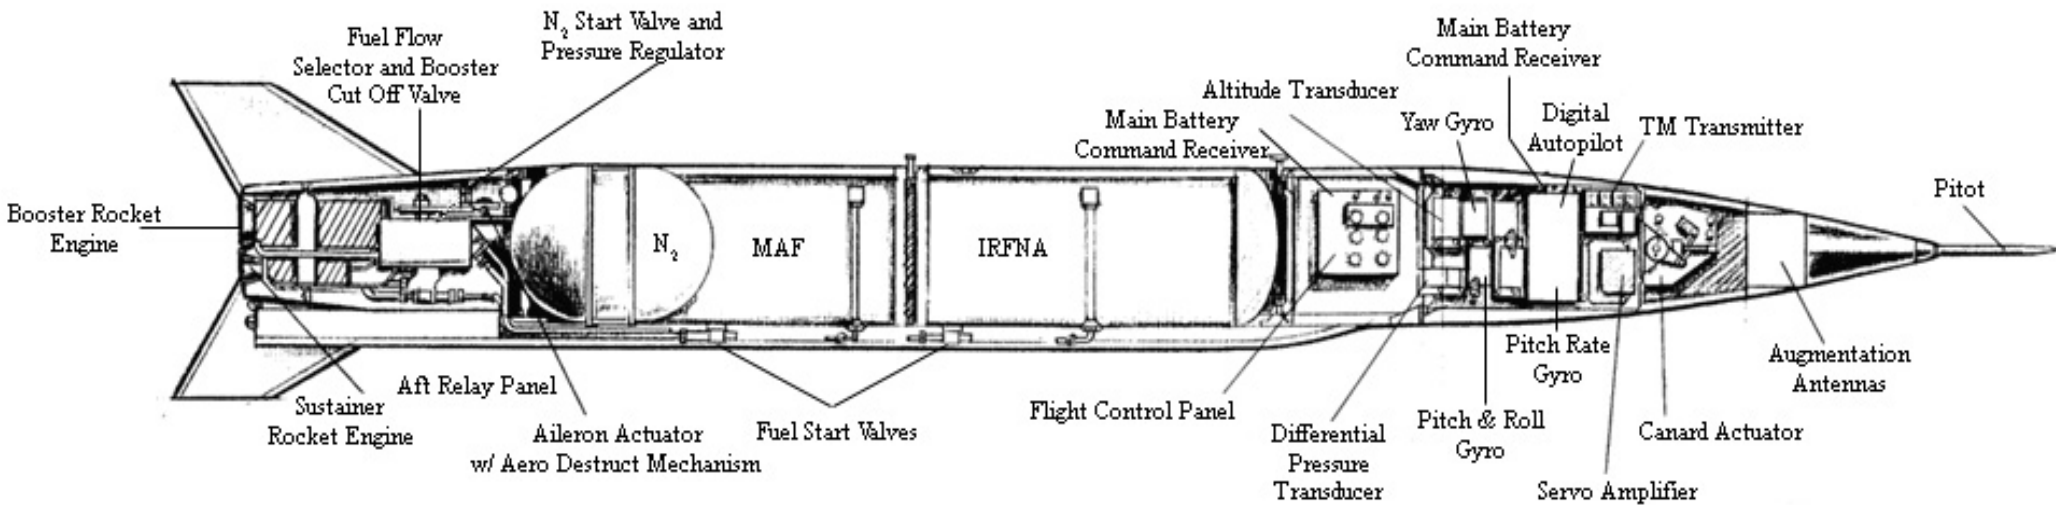 N₂ Start Valve and
Pressure Regulator
Fuel Flow
Selector and Booster
Cut Off Valve
Main Battery
Command Receiver
Altitude Transducer
Main Battery
Command Receiver
Yaw Gyro
Digital
Autopilot
TM Transmitter
Pitot
Booster Rocket
Engine
N₂
MAF
IRFNA
Aft Relay Panel
Sustainer
Rocket Engine
Aileron Actuator
w/ Aero Destruct Mechanism
Fuel Start Valves
Flight Control Panel
Differential
Pressure
Transducer
Pitch & Roll
Gyro
Pitch Rate
Gyro
Servo Amplifier
Canard Actuator
Augmentation
Antennas